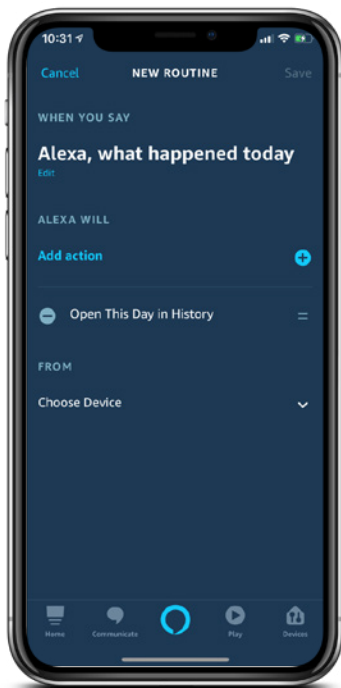 10:31
Cancel
NEW ROUTINE
Save
WHEN YOU SAY
Alexa, what happened today
Edit
ALEXA WILL
Add action
Open This Day in History
FROM
Choose Device
Home
Communicate
Play
Devices